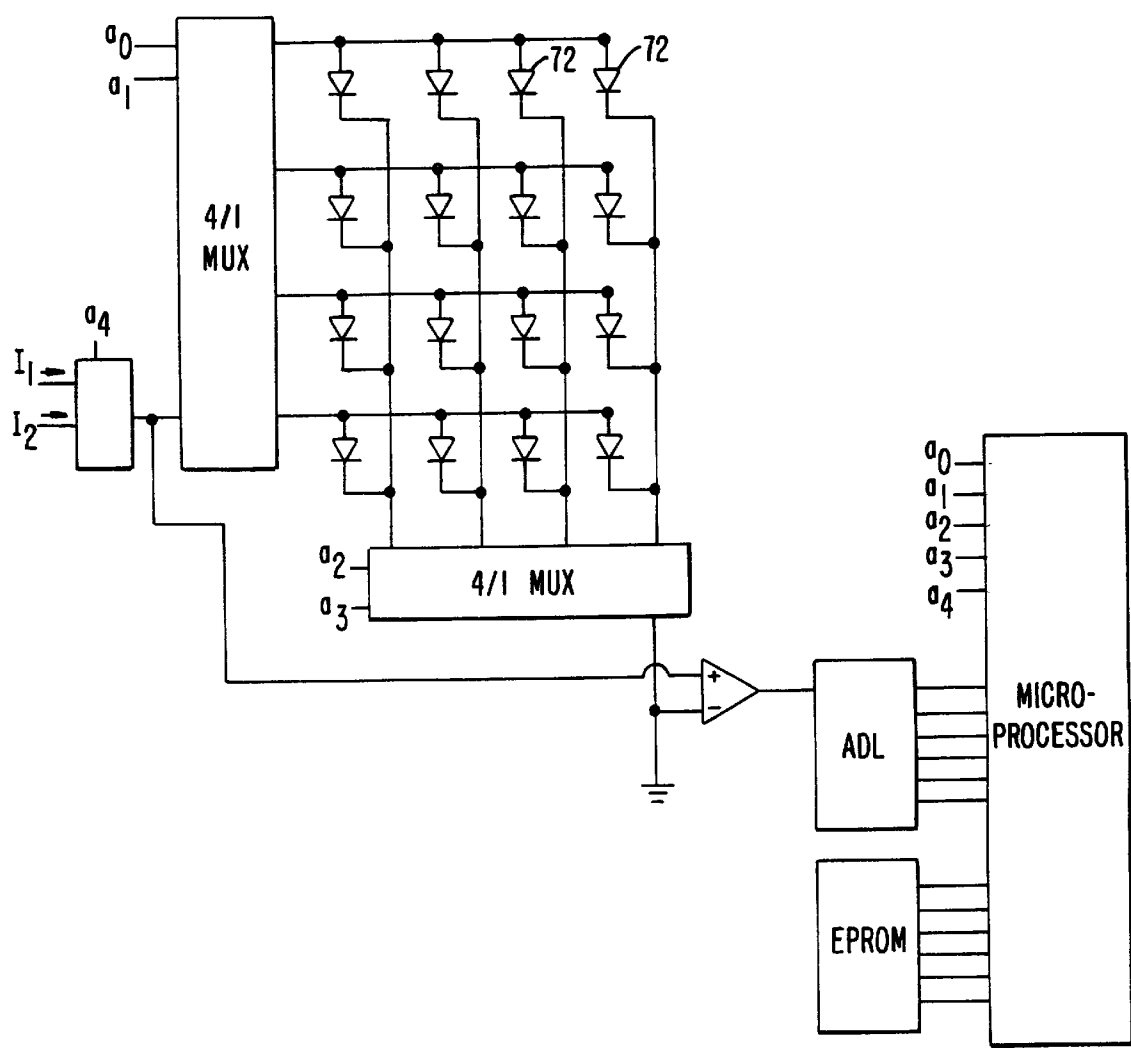 a0
a1
72
72
4/1
MUX
a4
I1
I2
a2
a3
4/1 MUX
+
−
a0
a1
a2
a3
a4
ADL
MICRO-
PROCESSOR
EPROM